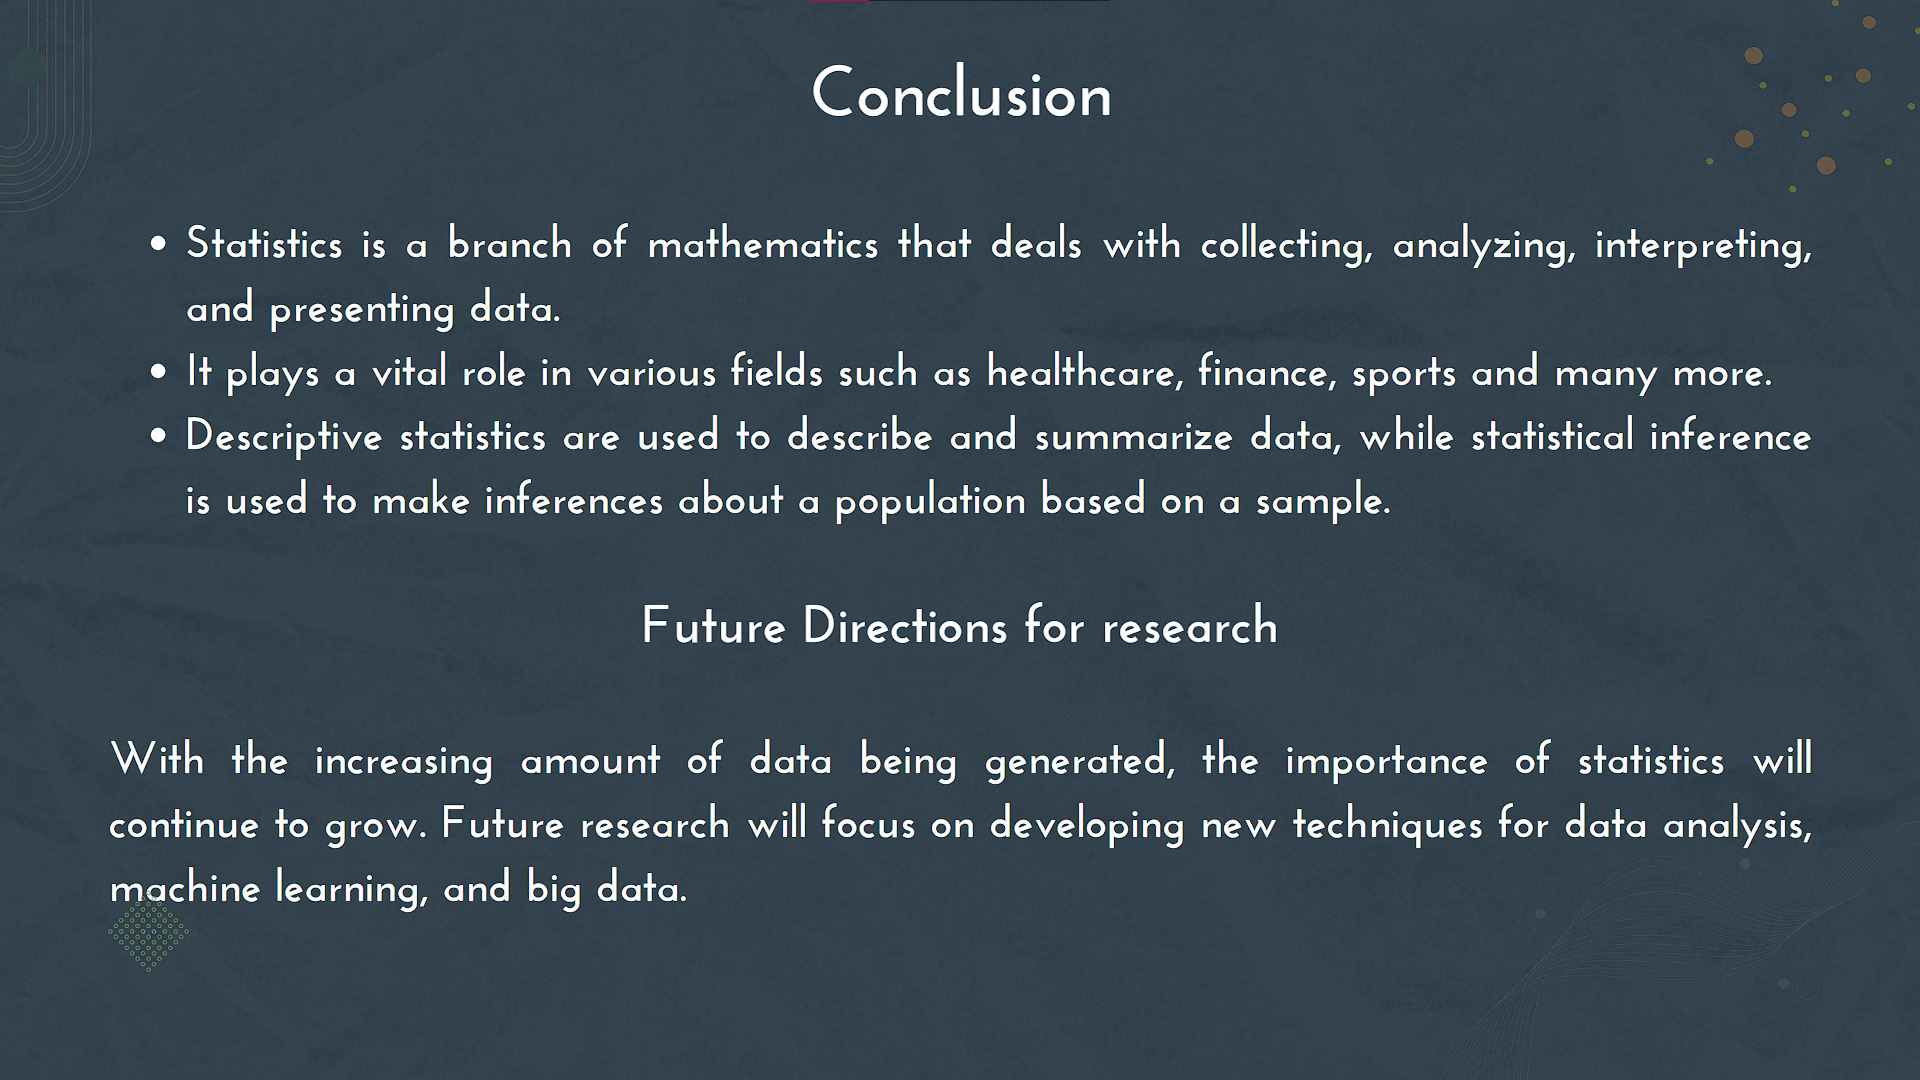 Conclusion
• Statistics is a branch of mathematics that deals with collecting, analyzing, interpreting,
and presenting data.
• It plays a vital role in various fields such as healthcare, finance, sports and many more.
• Descriptive statistics are used to describe and summarize data, while statistical inference
is used to make inferences about a population based on a sample.
Future Directions for research
With the increasing amount of data being generated, the importance of statistics will
continue to grow. Future research will focus on developing new techniques for data analysis,
machine learning, and big data.